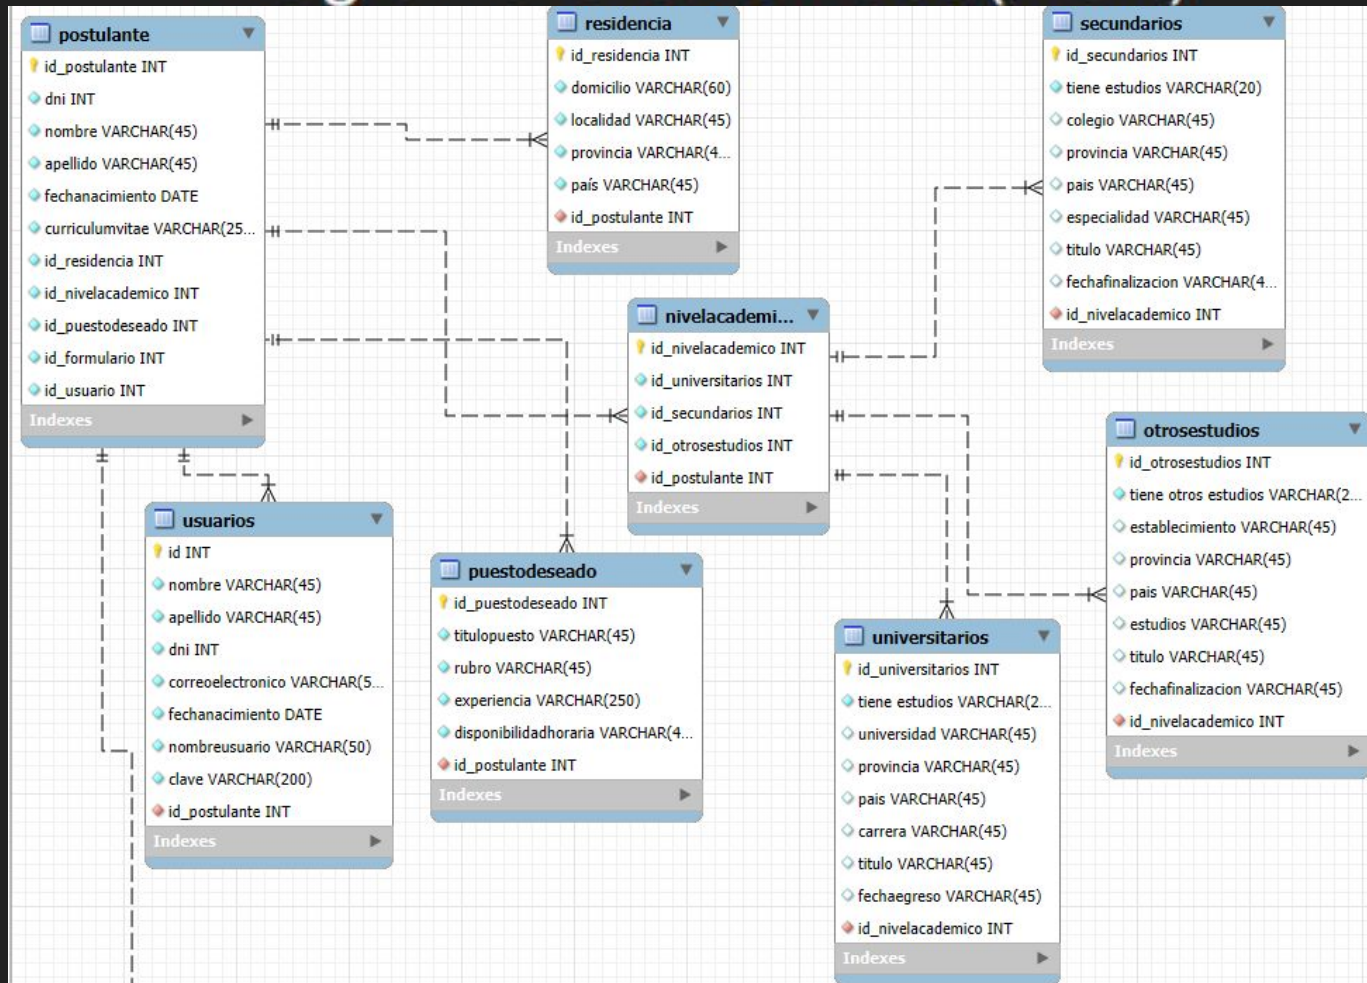 postulante
id_postulante INT
dni INT
nombre VARCHAR(45)
apellido VARCHAR(45)
fechanacimiento DATE
curriculumvitae VARCHAR(25...
id_residencia INT
id_nivelacademico INT
id_puestodeseado INT
id_formulario INT
id_usuario INT
Indexes
residencia
id_residencia INT
domicilio VARCHAR(60)
localidad VARCHAR(45)
provincia VARCHAR(4...
país VARCHAR(45)
id_postulante INT
Indexes
secundarios
id_secundarios INT
tiene estudios VARCHAR(20)
colegio VARCHAR(45)
provincia VARCHAR(45)
pais VARCHAR(45)
especialidad VARCHAR(45)
titulo VARCHAR(45)
fechafinalizacion VARCHAR(4...
id_nivelacademico INT
Indexes
nivelacademi...
id_nivelacademico INT
id_universitarios INT
id_secundarios INT
id_otrosestudios INT
id_postulante INT
Indexes
otrosestudios
id_otrosestudios INT
tiene otros estudios VARCHAR(2...
establecimiento VARCHAR(45)
provincia VARCHAR(45)
pais VARCHAR(45)
estudios VARCHAR(45)
titulo VARCHAR(45)
fechafinalizacion VARCHAR(45)
id_nivelacademico INT
Indexes
usuarios
id INT
nombre VARCHAR(45)
apellido VARCHAR(45)
dni INT
correoelectronico VARCHAR(5...
fechanacimiento DATE
nombreusuario VARCHAR(50)
clave VARCHAR(200)
id_postulante INT
Indexes
puestodeseado
id_puestodeseado INT
titulopuesto VARCHAR(45)
rubro VARCHAR(45)
experiencia VARCHAR(250)
disponibilidadhoraria VARCHAR(4...
id_postulante INT
Indexes
universitarios
id_universitarios INT
tiene estudios VARCHAR(2...
universidad VARCHAR(45)
provincia VARCHAR(45)
pais VARCHAR(45)
carrera VARCHAR(45)
titulo VARCHAR(45)
fechaegreso VARCHAR(45)
id_nivelacademico INT
Indexes